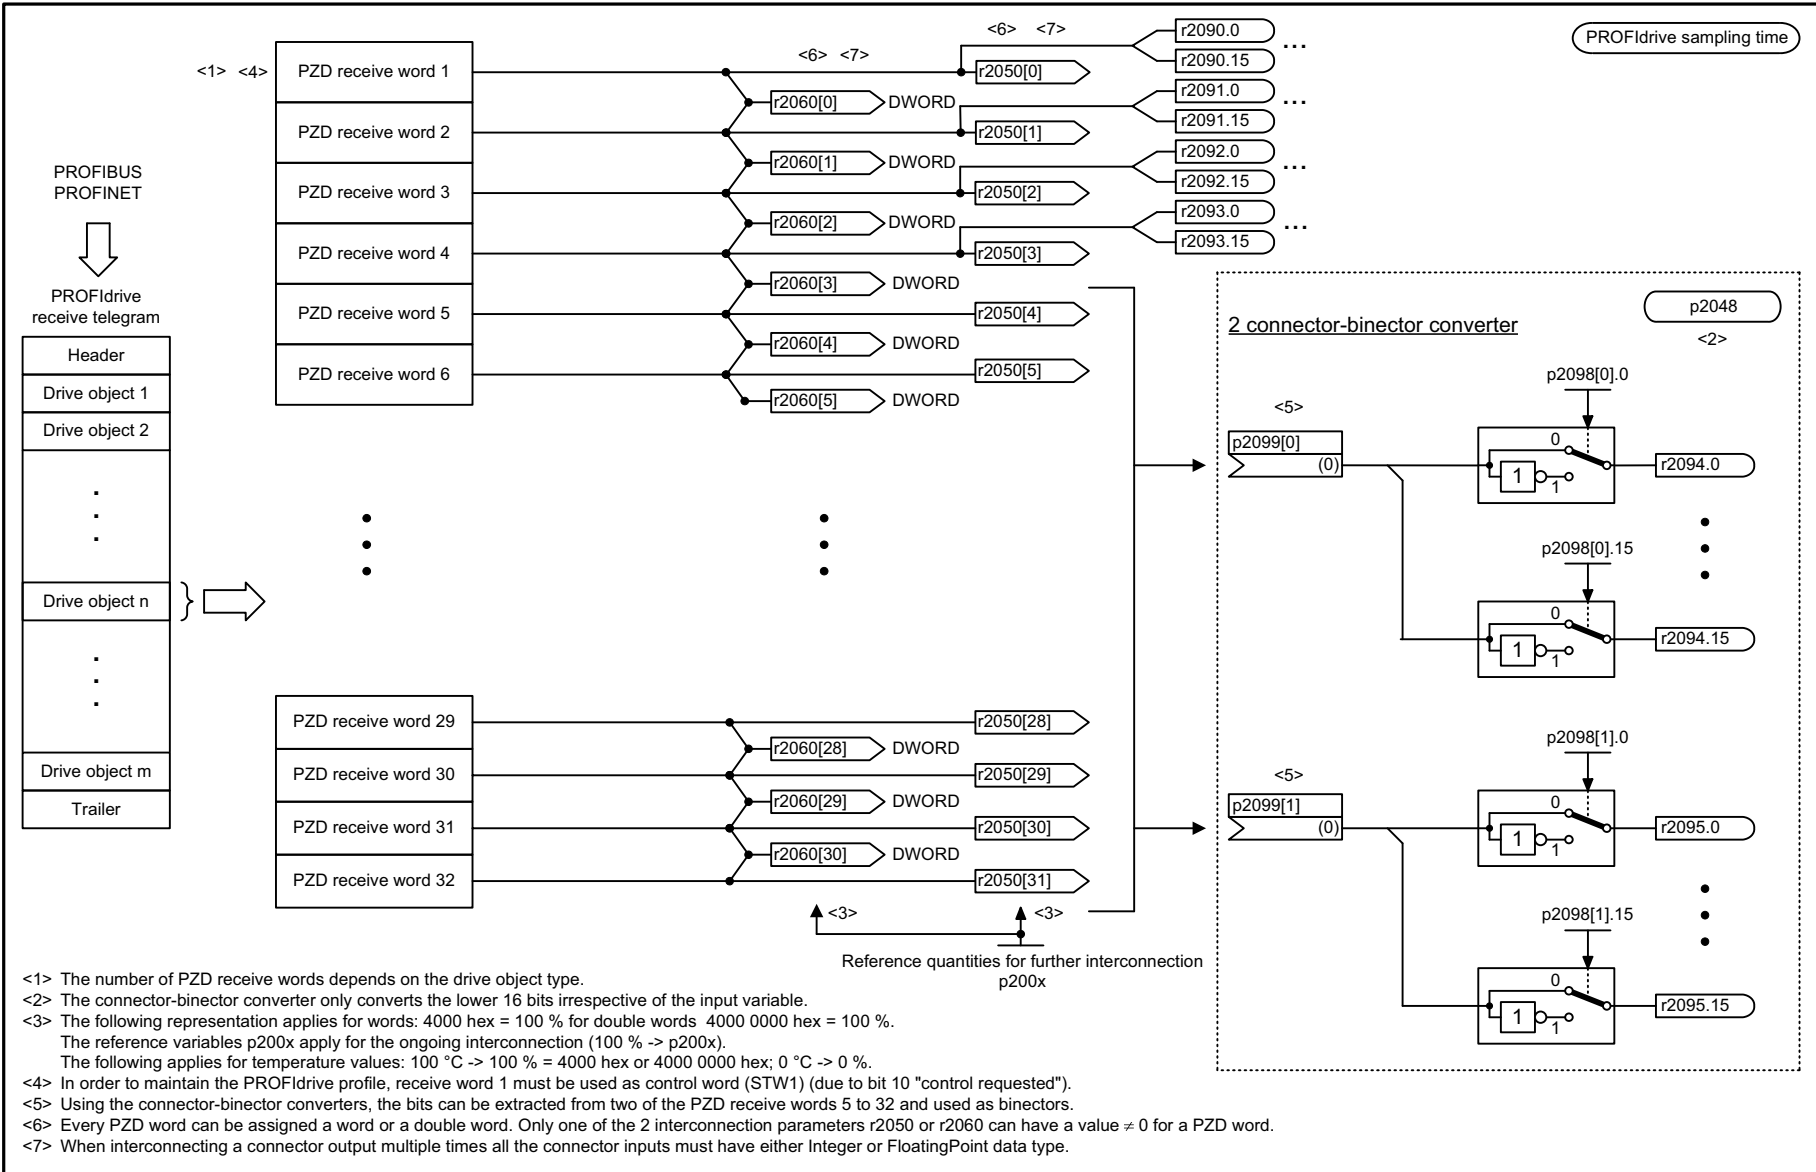 PROFIdrive sampling time
<1> <4>
<6> <7>
<6> <7>
PZD receive word 1
PZD receive word 2
PZD receive word 3
PZD receive word 4
PZD receive word 5
PZD receive word 6
r2060[0] DWORD
r2060[1] DWORD
r2060[2] DWORD
r2060[3] DWORD
r2060[4] DWORD
r2060[5] DWORD
r2050[0]
r2050[1]
r2050[2]
r2050[3]
r2050[4]
r2050[5]
r2090.0
...
r2090.15
r2091.0
...
r2091.15
r2092.0
...
r2092.15
r2093.0
...
r2093.15
PROFIBUS
PROFINET
PROFIdrive
receive telegram
Header
Drive object 1
Drive object 2
Drive object n
Drive object m
Trailer
PZD receive word 29
PZD receive word 30
PZD receive word 31
PZD receive word 32
r2060[28] DWORD
r2060[29] DWORD
r2060[30] DWORD
r2050[28]
r2050[29]
r2050[30]
r2050[31]
<3>
<3>
Reference quantities for further interconnection
p200x
2 connector-binector converter
p2048
<2>
<5>
p2099[0]
(0)
p2098[0].0
0
1
1
r2094.0
p2098[0].15
0
1
1
r2094.15
<5>
p2099[1]
(0)
p2098[1].0
0
1
1
r2095.0
p2098[1].15
0
1
1
r2095.15
<1> The number of PZD receive words depends on the drive object type.
<2> The connector-binector converter only converts the lower 16 bits irrespective of the input variable.
<3> The following representation applies for words: 4000 hex = 100 % for double words 4000 0000 hex = 100 %.
The reference variables p200x apply for the ongoing interconnection (100 % -> p200x).
The following applies for temperature values: 100 °C -> 100 % = 4000 hex or 4000 0000 hex; 0 °C -> 0 %.
<4> In order to maintain the PROFIdrive profile, receive word 1 must be used as control word (STW1) (due to bit 10 "control requested").
<5> Using the connector-binector converters, the bits can be extracted from two of the PZD receive words 5 to 32 and used as binectors.
<6> Every PZD word can be assigned a word or a double word. Only one of the 2 interconnection parameters r2050 or r2060 can have a value ≠ 0 for a PZD word.
<7> When interconnecting a connector output multiple times all the connector inputs must have either Integer or FloatingPoint data type.